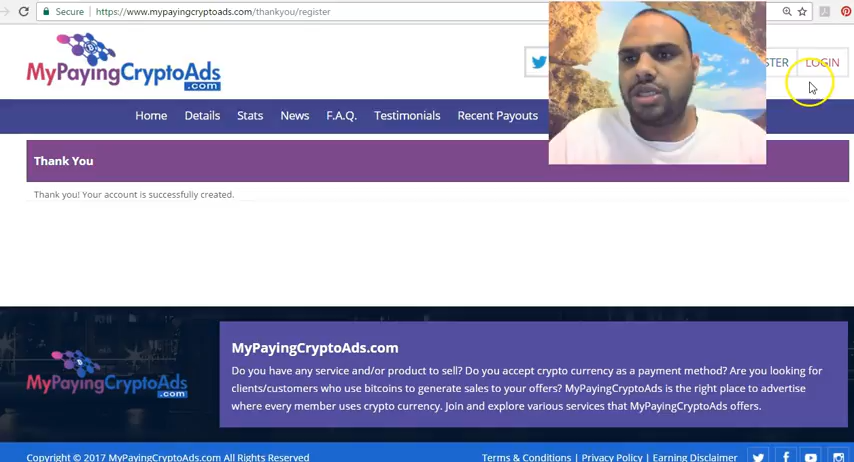 Secure | https://www.mypayingcryptoads.com/thankyou/register
MyPayingCryptoAds
.com
LOGIN
Home Details Stats News F.A.Q. Testimonials Recent Payouts
Thank You
Thank you! Your account is successfully created.
MyPayingCryptoAds.com
Do you have any service and/or product to sell? Do you accept crypto currency as a payment method? Are you looking for
clients/customers who use bitcoins to generate sales to your offers? MyPayingCryptoAds is the right place to advertise
where every member uses crypto currency. Join and explore various services that MyPayingCryptoAds offers.
MyPayingCryptoAds
.com
Copyright © 2017 MyPayingCryptoAds.com All Rights Reserved
Terms & Conditions | Privacy Policy | Earning Disclaimer